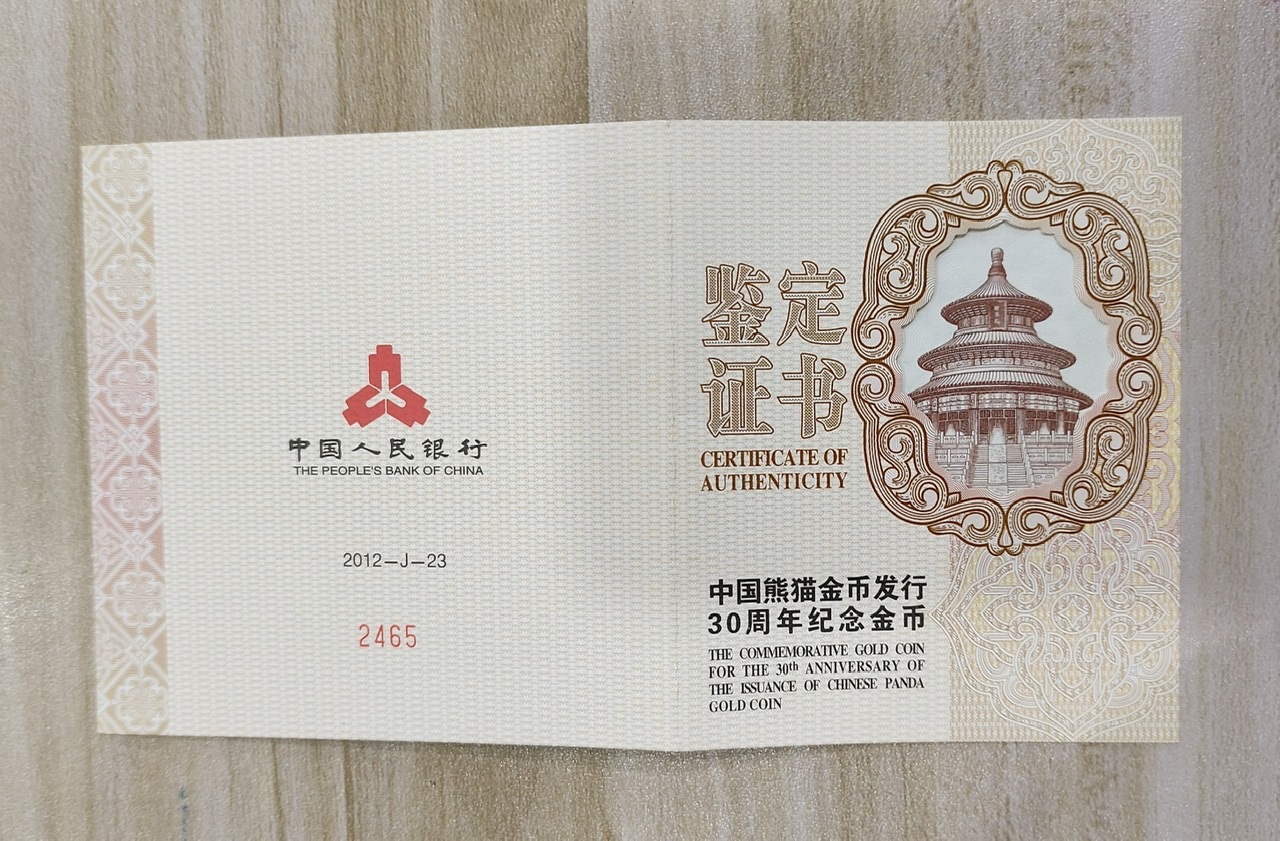 中国人民银行
THE PEOPLE'S BANK OF CHINA
2012—J—23
2465
鉴定
证书
CERTIFICATE OF
AUTHENTICITY
中国熊猫金币发行
30周年纪念金币
THE COMMEMORATIVE GOLD COIN
FOR THE 30th ANNIVERSARY OF
THE ISSUANCE OF CHINESE PANDA
GOLD COIN